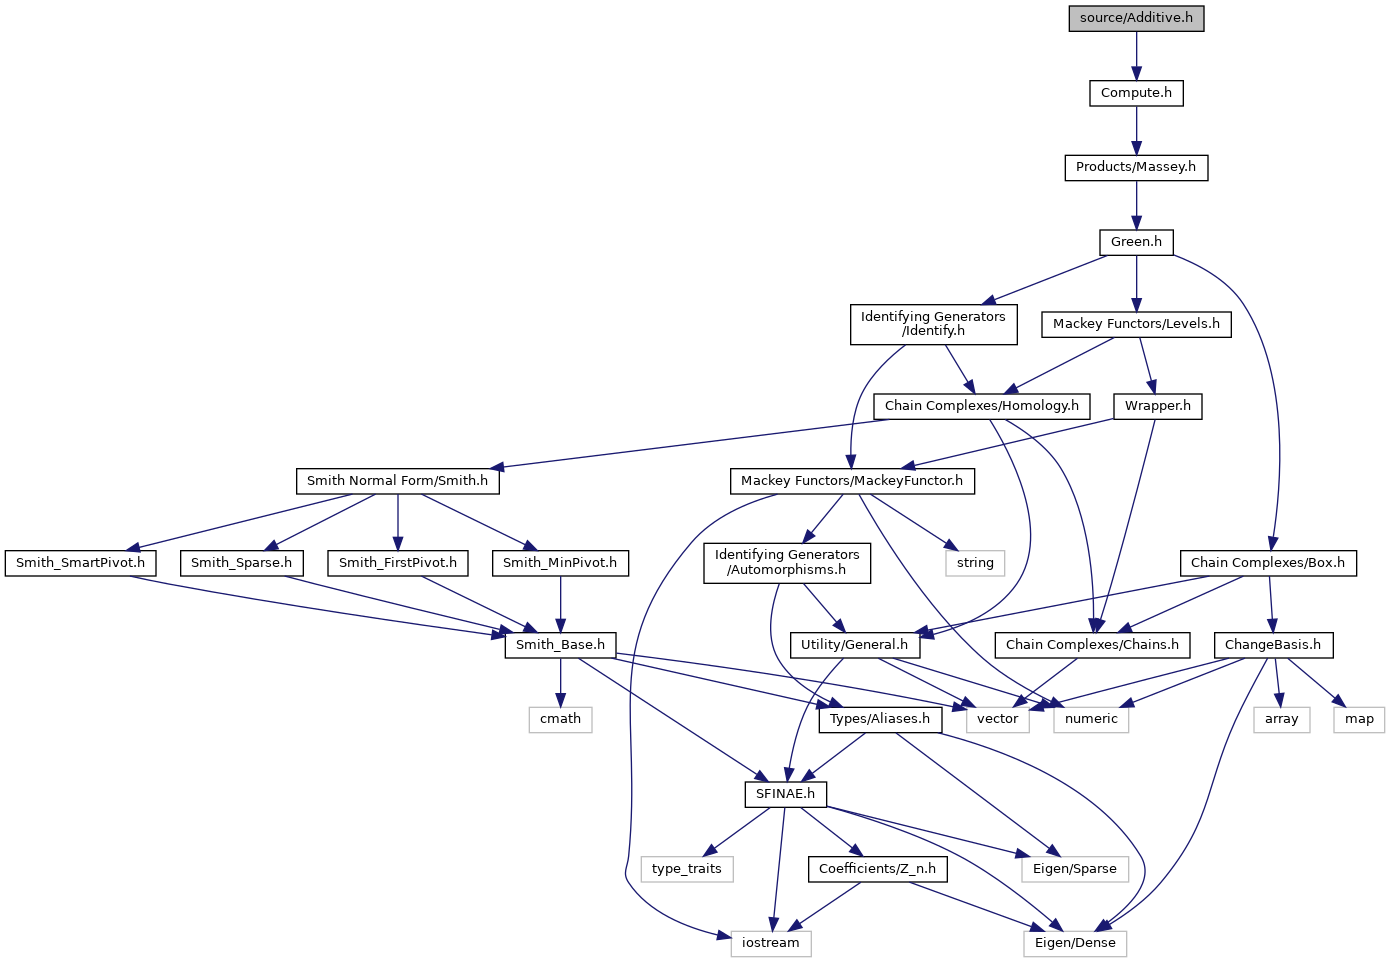 source/Additive.h
Compute.h
Products/Massey.h
Green.h
Identifying Generators
/Identify.h
Mackey Functors/Levels.h
Chain Complexes/Homology.h
Wrapper.h
Smith Normal Form/Smith.h
Mackey Functors/MackeyFunctor.h
Smith_SmartPivot.h
Smith_Sparse.h
Smith_FirstPivot.h
Smith_MinPivot.h
Identifying Generators
/Automorphisms.h
string
Chain Complexes/Box.h
Smith_Base.h
Utility/General.h
Chain Complexes/Chains.h
ChangeBasis.h
cmath
Types/Aliases.h
vector
numeric
array
map
SFINAE.h
type_traits
Coefficients/Z_n.h
Eigen/Sparse
iostream
Eigen/Dense